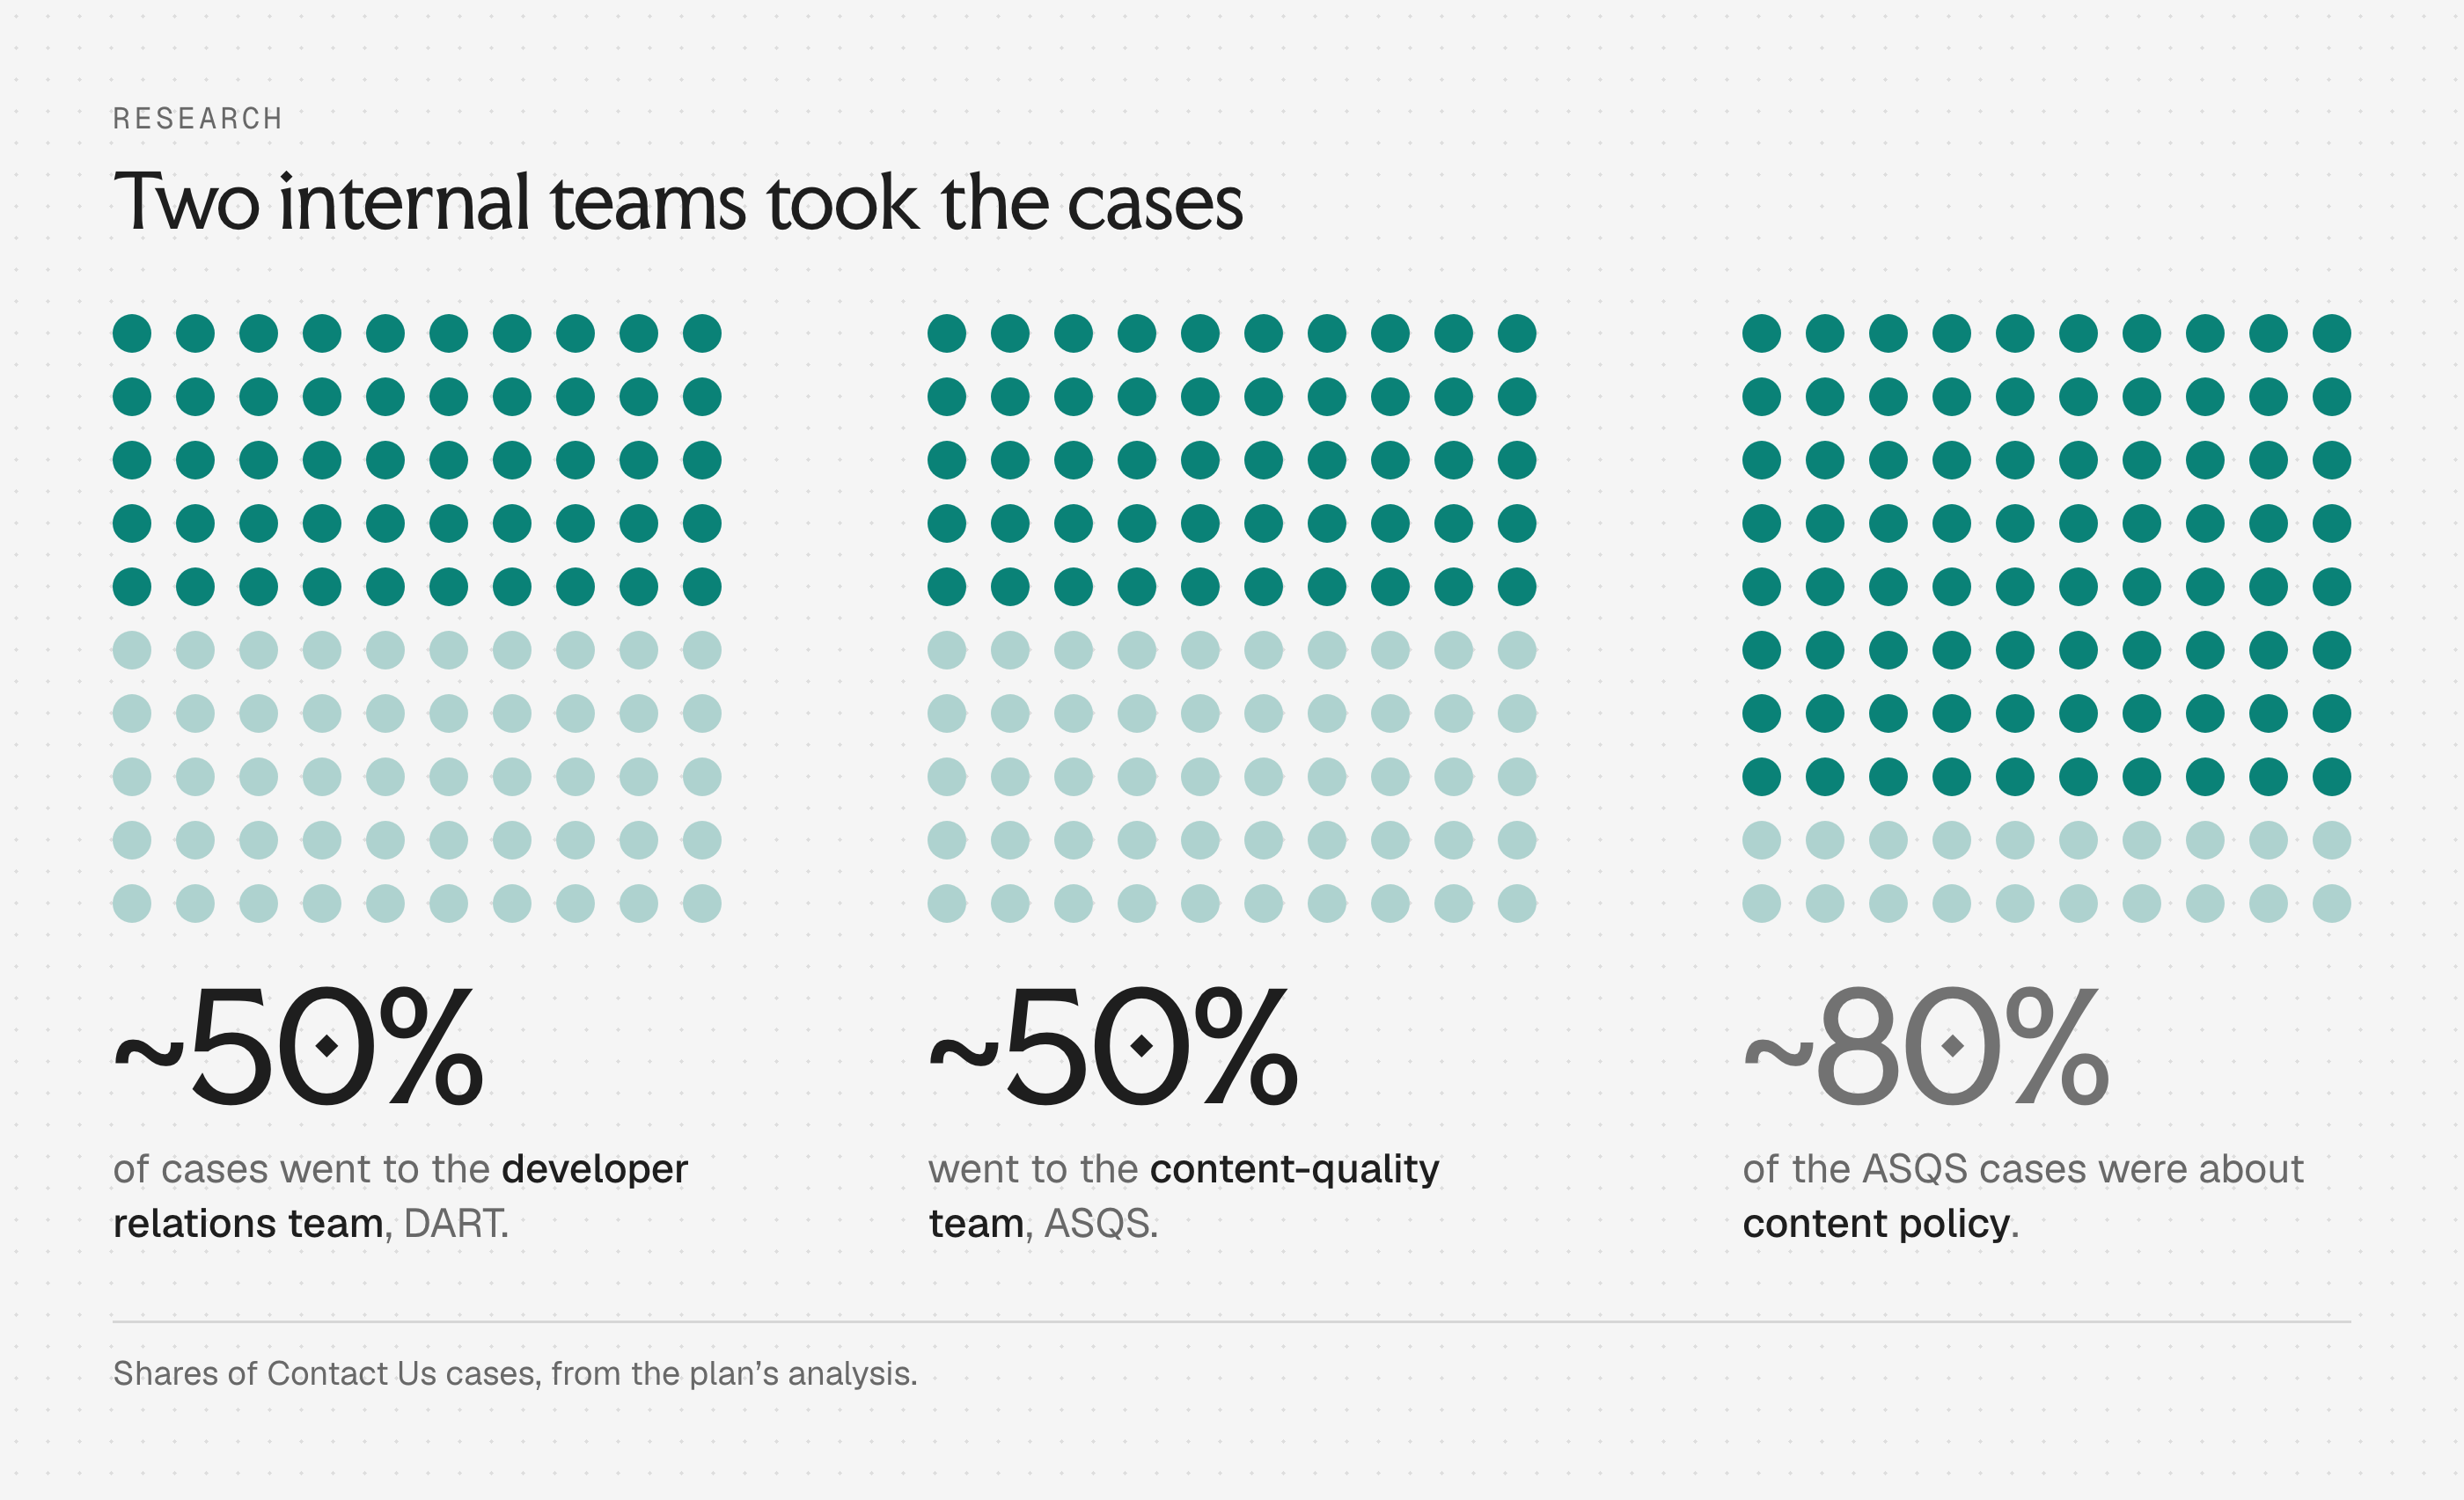 RESEARCH
Two internal teams took the cases
~50%
of cases went to the developer
relations team, DART.
~50%
went to the content-quality
team, ASQS.
~80%
of the ASQS cases were about
content policy.
Shares of Contact Us cases, from the plan’s analysis.